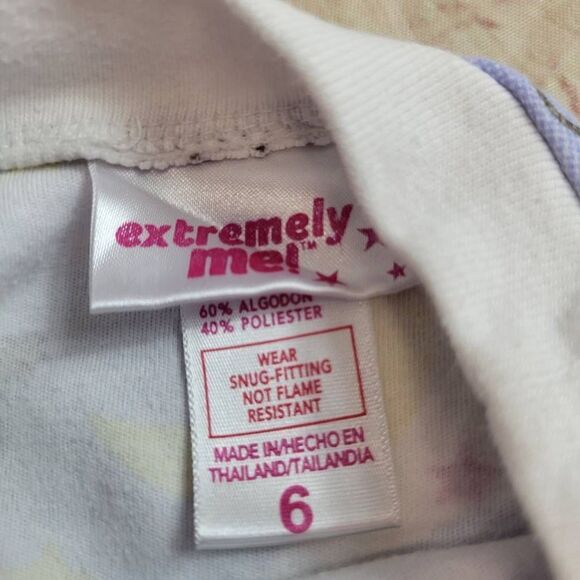 extremely
me!™
60% ALGODON
40% POLIESTER
WEAR
SNUG-FITTING
NOT FLAME
RESISTANT
MADE IN/HECHO EN
THAILAND/TAILANDIA
6